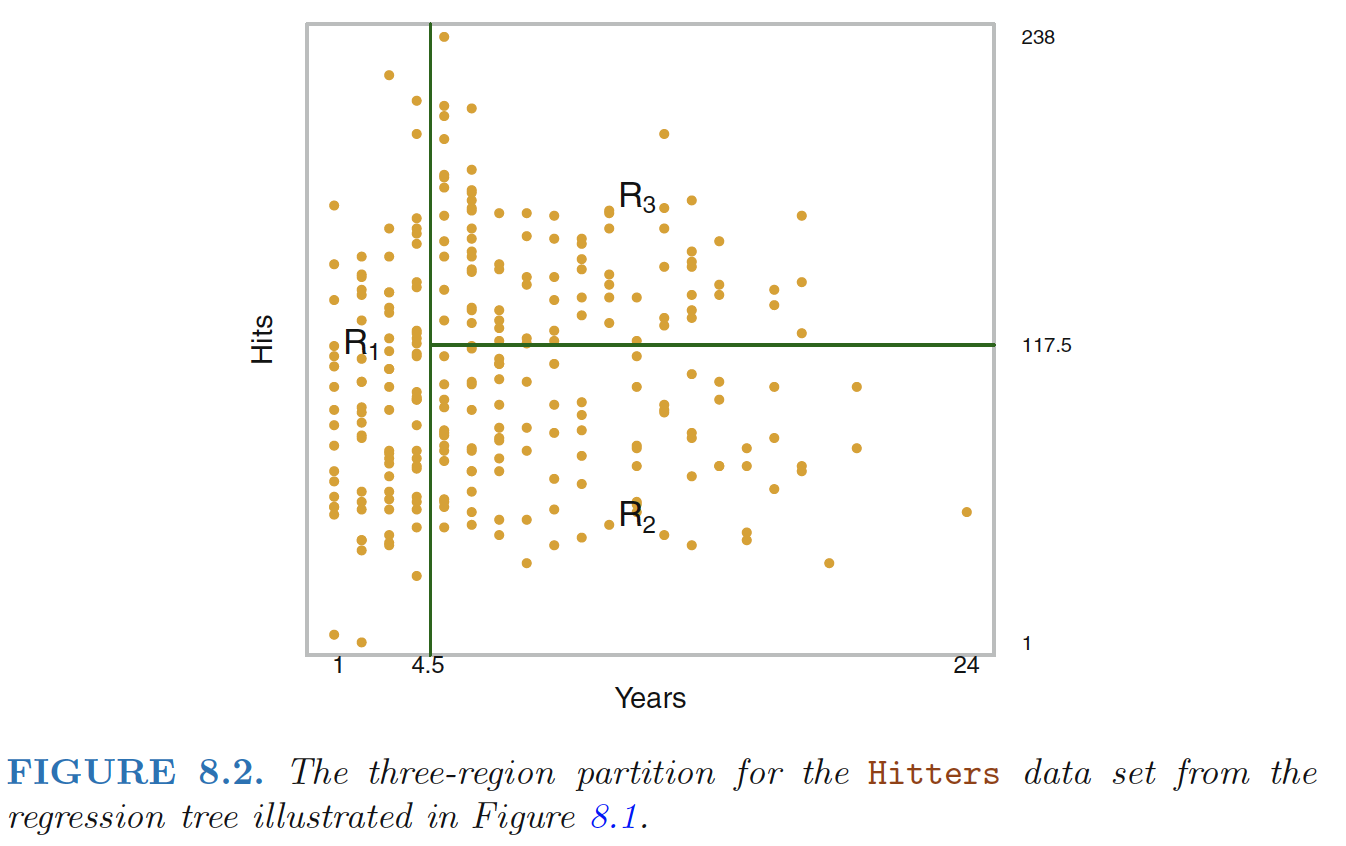 238
R3
Hits
R1
117.5
R2
1
1 4.5 24
Years
FIGURE 8.2. The three-region partition for the Hitters data set from the
regression tree illustrated in Figure 8.1.